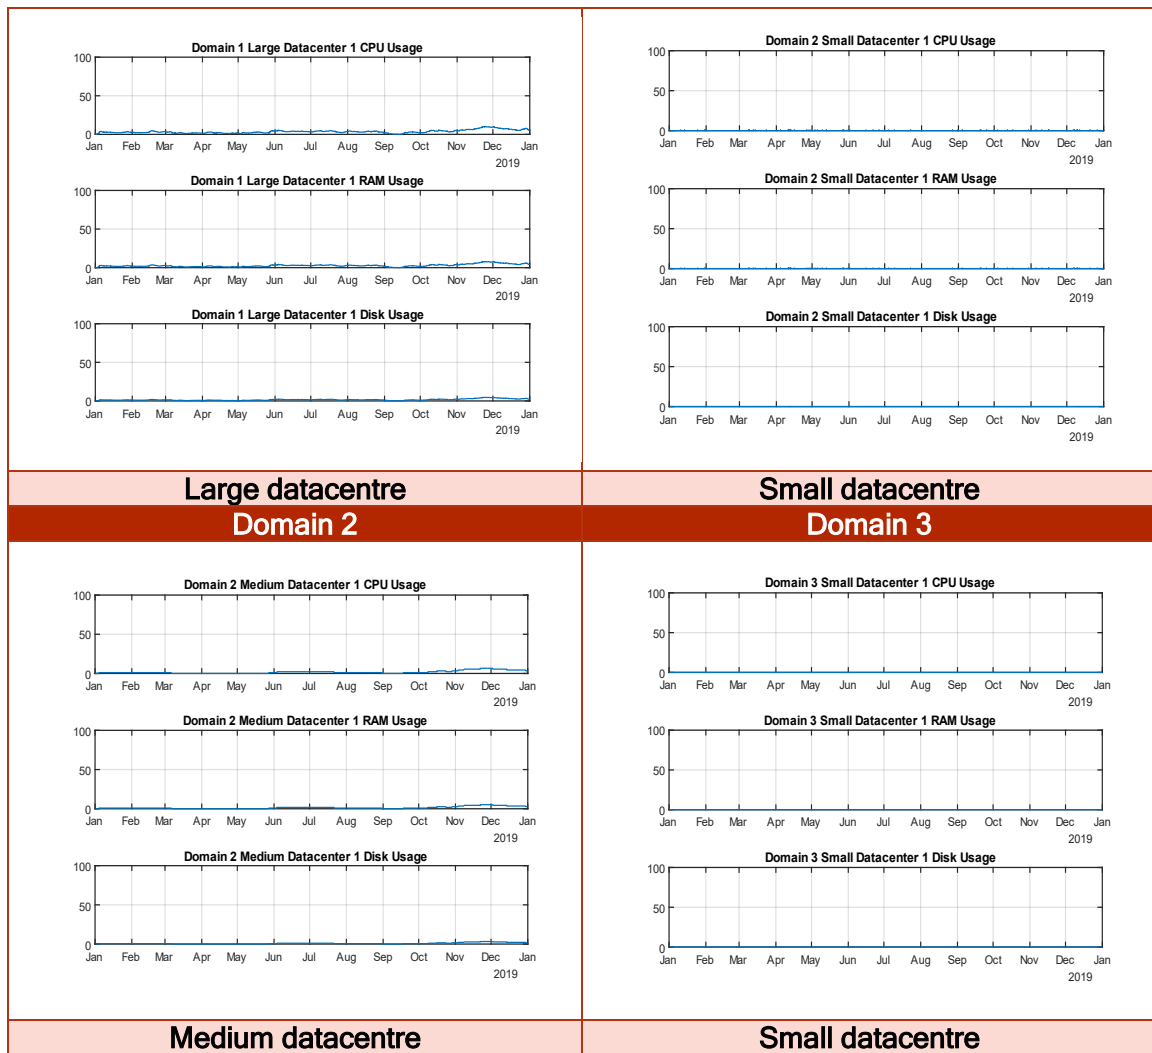 Domain 1 Large Datacenter 1 CPU Usage
100
50
0
Jan Feb Mar Apr May Jun Jul Aug Sep Oct Nov Dec Jan
2019
Domain 1 Large Datacenter 1 RAM Usage
100
50
0
Jan Feb Mar Apr May Jun Jul Aug Sep Oct Nov Dec Jan
2019
Domain 1 Large Datacenter 1 Disk Usage
100
50
0
Jan Feb Mar Apr May Jun Jul Aug Sep Oct Nov Dec Jan
2019
Large datacentre
Domain 2 Small Datacenter 1 CPU Usage
100
50
0
Jan Feb Mar Apr May Jun Jul Aug Sep Oct Nov Dec Jan
2019
Domain 2 Small Datacenter 1 RAM Usage
100
50
0
Jan Feb Mar Apr May Jun Jul Aug Sep Oct Nov Dec Jan
2019
Domain 2 Small Datacenter 1 Disk Usage
100
50
0
Jan Feb Mar Apr May Jun Jul Aug Sep Oct Nov Dec Jan
2019
Small datacentre
Domain 2
Domain 2 Medium Datacenter 1 CPU Usage
100
50
0
Jan Feb Mar Apr May Jun Jul Aug Sep Oct Nov Dec Jan
2019
Domain 2 Medium Datacenter 1 RAM Usage
100
50
0
Jan Feb Mar Apr May Jun Jul Aug Sep Oct Nov Dec Jan
2019
Domain 2 Medium Datacenter 1 Disk Usage
100
50
0
Jan Feb Mar Apr May Jun Jul Aug Sep Oct Nov Dec Jan
2019
Medium datacentre
Domain 3
Domain 3 Small Datacenter 1 CPU Usage
100
50
0
Jan Feb Mar Apr May Jun Jul Aug Sep Oct Nov Dec Jan
2019
Domain 3 Small Datacenter 1 RAM Usage
100
50
0
Jan Feb Mar Apr May Jun Jul Aug Sep Oct Nov Dec Jan
2019
Domain 3 Small Datacenter 1 Disk Usage
100
50
0
Jan Feb Mar Apr May Jun Jul Aug Sep Oct Nov Dec Jan
2019
Small datacentre